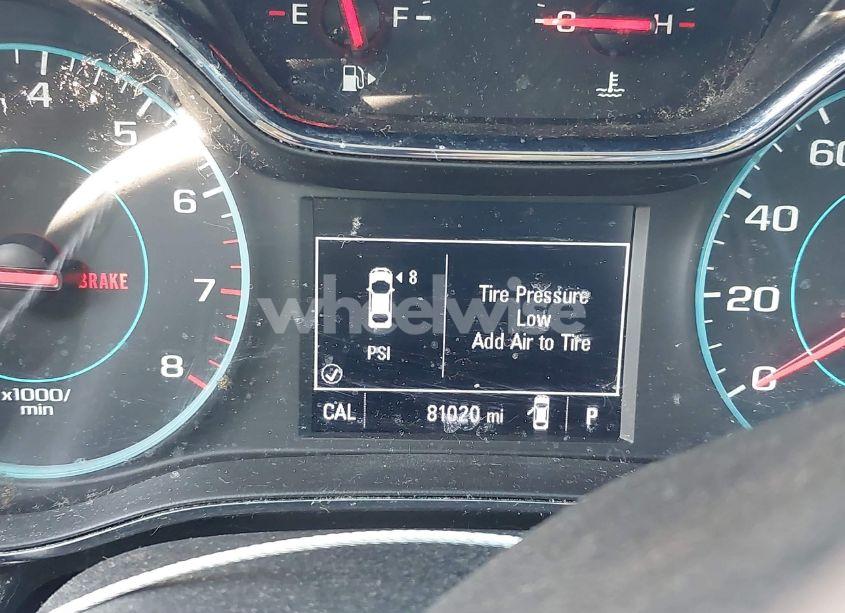 E F C H
4
5
6
7
8
BRAKE
x1000/
min
8
PSI
Tire Pressure
Low
Add Air to Tire
CAL 81020 mi P
60
40
20
0
wheelwise